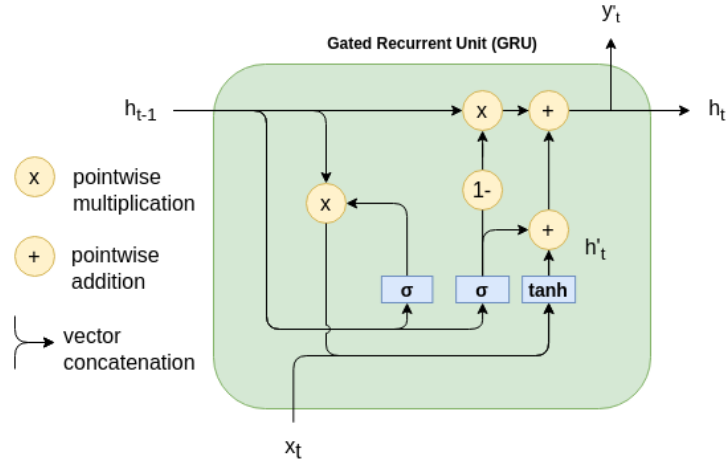 y't
Gated Recurrent Unit (GRU)
ht-1
x
+
ht
x
pointwise
multiplication
1-
x
+
pointwise
addition
+
h't
σ
σ
tanh
vector
concatenation
xt